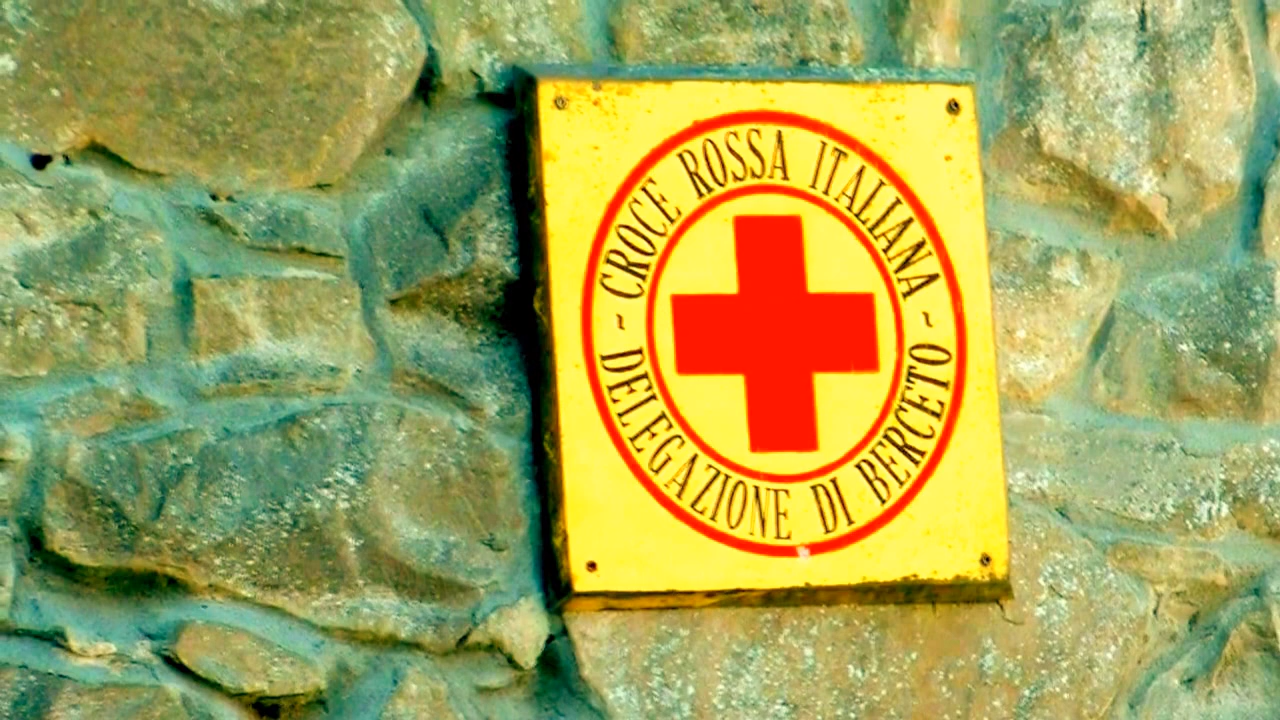 CROCE ROSSA ITALIANA
~ DELEGAZIONE DI BERCETO ~